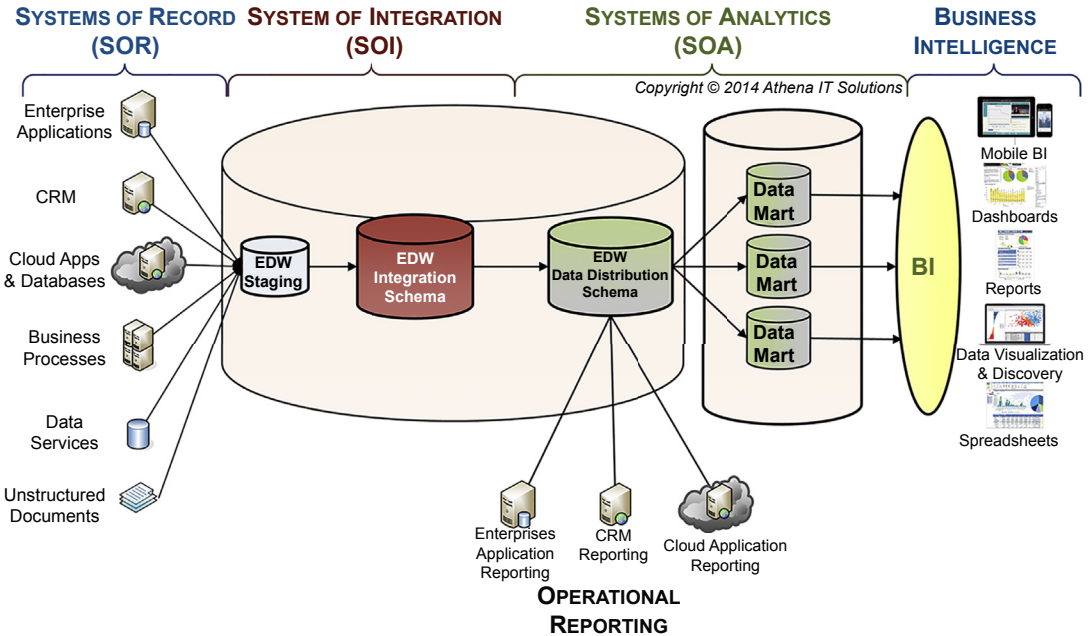 SYSTEMS OF RECORD
(SOR)
SYSTEM OF INTEGRATION
(SOI)
SYSTEMS OF ANALYTICS
(SOA)
BUSINESS
INTELLIGENCE
Copyright © 2014 Athena IT Solutions
Enterprise
Applications
CRM
Cloud Apps
& Databases
Business
Processes
Data
Services
Unstructured
Documents
EDW
Staging
EDW
Integration
Schema
EDW
Data Distribution
Schema
Data
Mart
Data
Mart
Data
Mart
BI
Mobile BI
Dashboards
Reports
Data Visualization
& Discovery
Spreadsheets
Enterprises
Application
Reporting
CRM
Reporting
Cloud Application
Reporting
OPERATIONAL
REPORTING